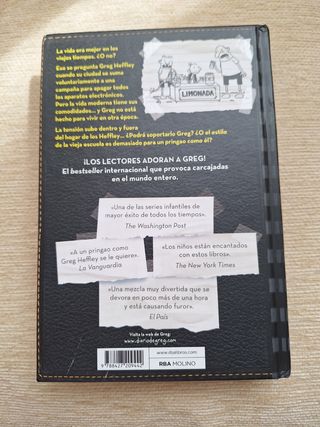 La vida era mejor en los
viejos tiempos. ¿O no?
Eso se pregunta Greg Heffley
cuando su ciudad se suma
voluntariamente a una
campaña para apagar todos
los aparatos electrónicos.
Pero la vida moderna tiene sus
comodidades... y Greg no está
hecho para vivir en otra época.
LIMONADA
La tensión sube dentro y fuera
del hogar de los Heffley... ¿Podrá soportarlo Greg? ¿O el estilo
de la vieja escuela es demasiado para un pringao como él?
¡LOS LECTORES ADORAN A GREG!
El bestseller internacional que provoca carcajadas
en el mundo entero.
«Una de las series infantiles de
mayor éxito de todos los tiempos».
The Washington Post
«A un pringao como
Greg Heffley se le quiere».
La Vanguardia
«Los niños están encantados
con estos libros».
The New York Times
«Una mezcla muy divertida que se
devora en poco más de una hora
y está causando furor».
El País
Visita la web de Greg:
www.diariodegreg.com
www.rbalibros.com
RBA MOLINO
9 788427 209442